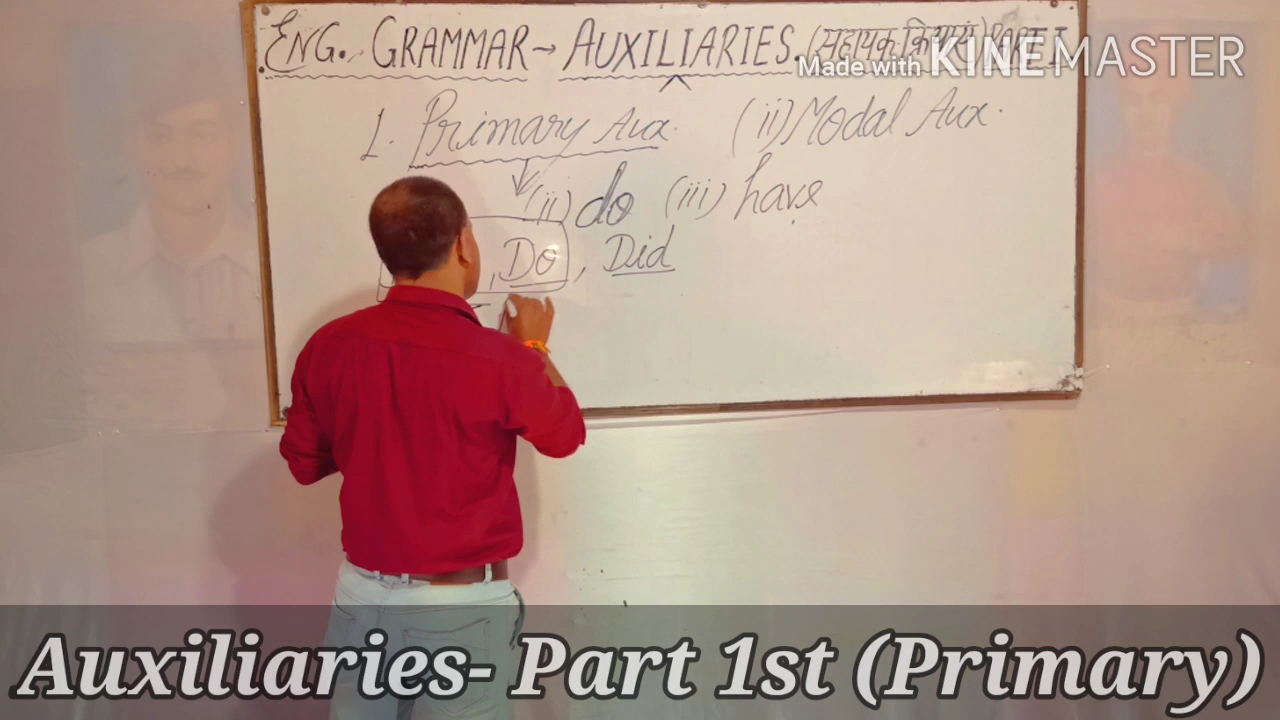 ENG. GRAMMAR → AUXILIARIES. (सहायक क्रियाएं) PART I
Made with KINEMASTER
1. Primary Aux. (ii) Modal Aux.
(ii) do (iii) have
, Do, Did
Auxiliaries- Part 1st (Primary)